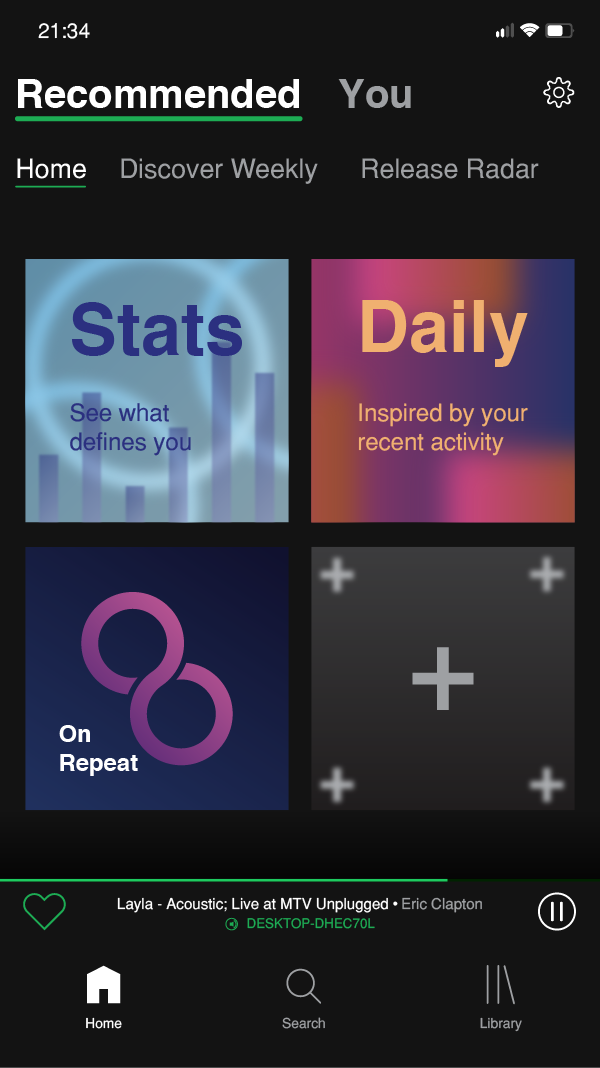 21:34
Recommended You
Home Discover Weekly Release Radar
Stats
See what
defines you
Daily
Inspired by your
recent activity
On
Repeat
Layla - Acoustic; Live at MTV Unplugged • Eric Clapton
DESKTOP-DHEC70L
Home Search Library